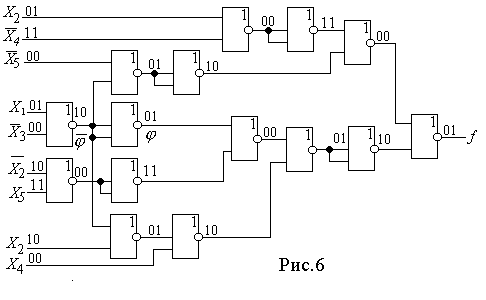 X₂ 01
X̄₄ 11
X̄₅ 00
1 00 1 11 1 00
1 01 1 10
X₁ 01
X̄₃ 00
1 10 φ̄ 1 01 φ
1 00 1 01 1 10 1 01 f
X̄₂ 10
X₅ 11
1 00 1 11
X₂ 10
X₄ 00
1 01 1 10
Рис.6